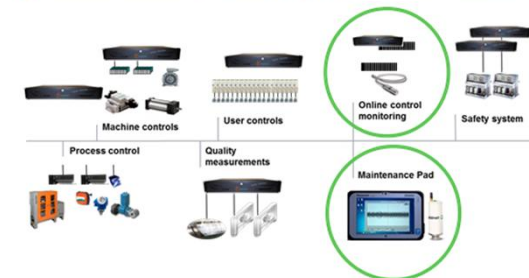 Machine controls
User controls
Online control
monitoring
Safety system
Process control
Quality
measurements
Maintenance Pad